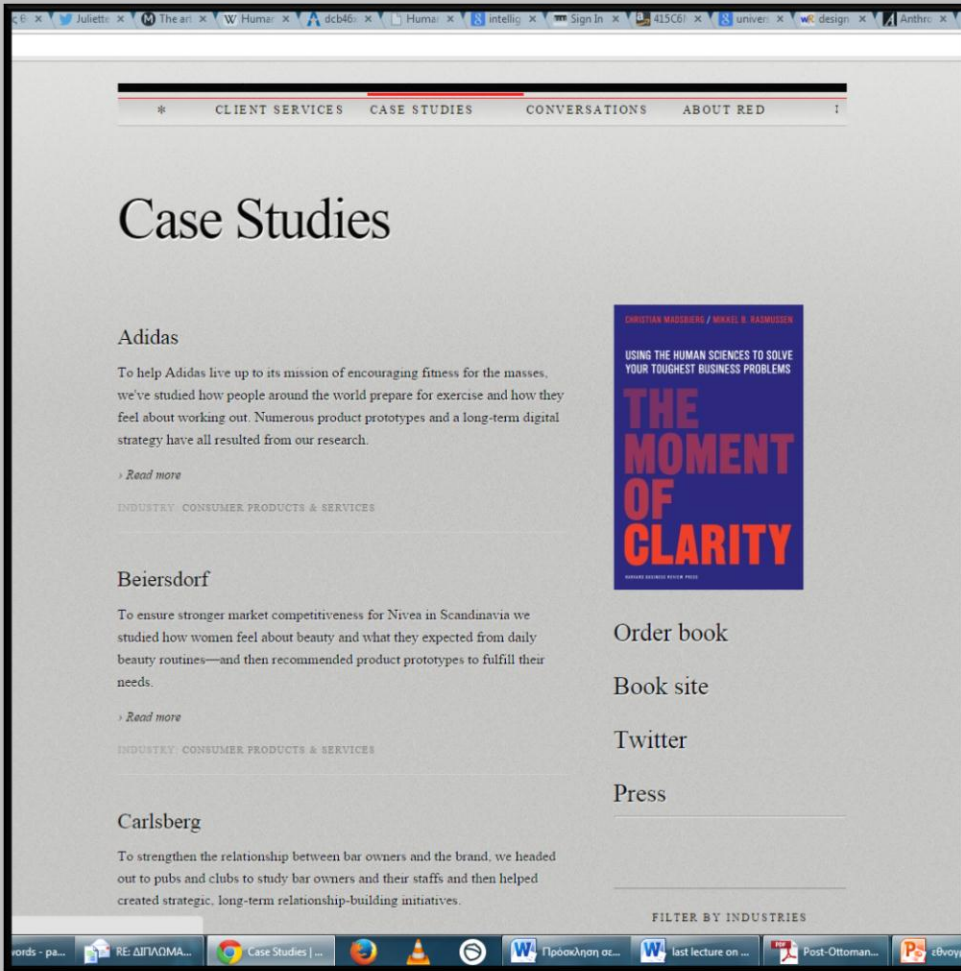 Juliette
The art
Human
dcb46
Human
intellig
Sign In
univers
design
Anthro
CLIENT SERVICES
CASE STUDIES
CONVERSATIONS
ABOUT RED
Case Studies
Adidas
To help Adidas live up to its mission of encouraging fitness for the masses,
we've studied how people around the world prepare for exercise and how they
feel about working out. Numerous product prototypes and a long-term digital
strategy have all resulted from our research.
› Read more
INDUSTRY: CONSUMER PRODUCTS & SERVICES
Beiersdorf
To ensure stronger market competitiveness for Nivea in Scandinavia we
studied how women feel about beauty and what they expected from daily
beauty routines—and then recommended product prototypes to fulfill their
needs.
› Read more
INDUSTRY: CONSUMER PRODUCTS & SERVICES
Carlsberg
To strengthen the relationship between bar owners and the brand, we headed
out to pubs and clubs to study bar owners and their staffs and then helped
created strategic, long-term relationship-building initiatives.
CHRISTIAN MADSBJERG / MIKKEL B. RASMUSSEN
USING THE HUMAN SCIENCES TO SOLVE
YOUR TOUGHEST BUSINESS PROBLEMS
THE
MOMENT
OF
CLARITY
HARVARD BUSINESS REVIEW PRESS
Order book
Book site
Twitter
Press
FILTER BY INDUSTRIES
words - pa...
RE: ΔΙΠΛΩΜΑ...
Case Studies | ...
Πρόσκληση σε...
last lecture on ...
Post-Ottoman...
εθνογρ